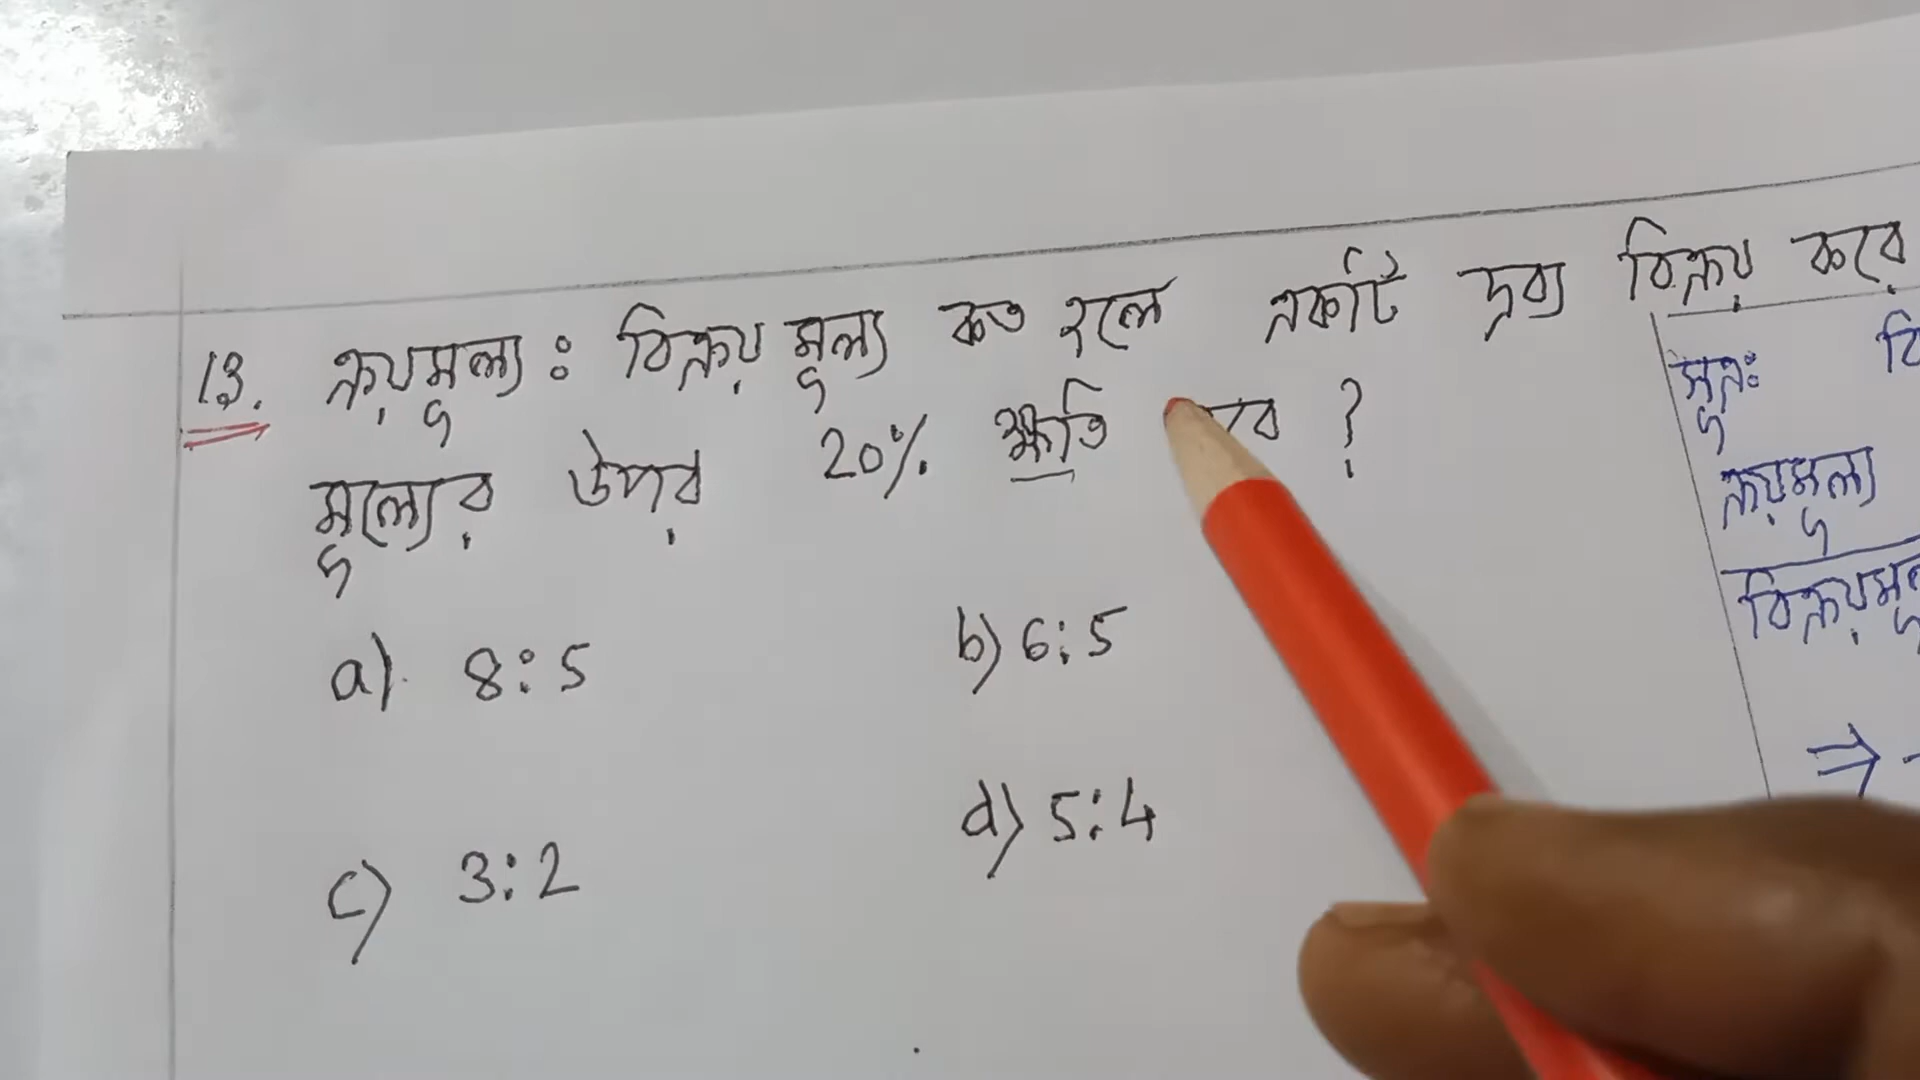 13. ক্রয়মূল্য : বিক্রয় মূল্য কত হলে একটি দ্রব্য বিক্রয় করে
মূল্যের উপর 20% ক্ষতি ?
a) 8:5
b) 6:5
c) 3:2
d) 5:4
সূত্রঃ বি
ক্রয়মূল্য
বিক্রয়মূ
⇒